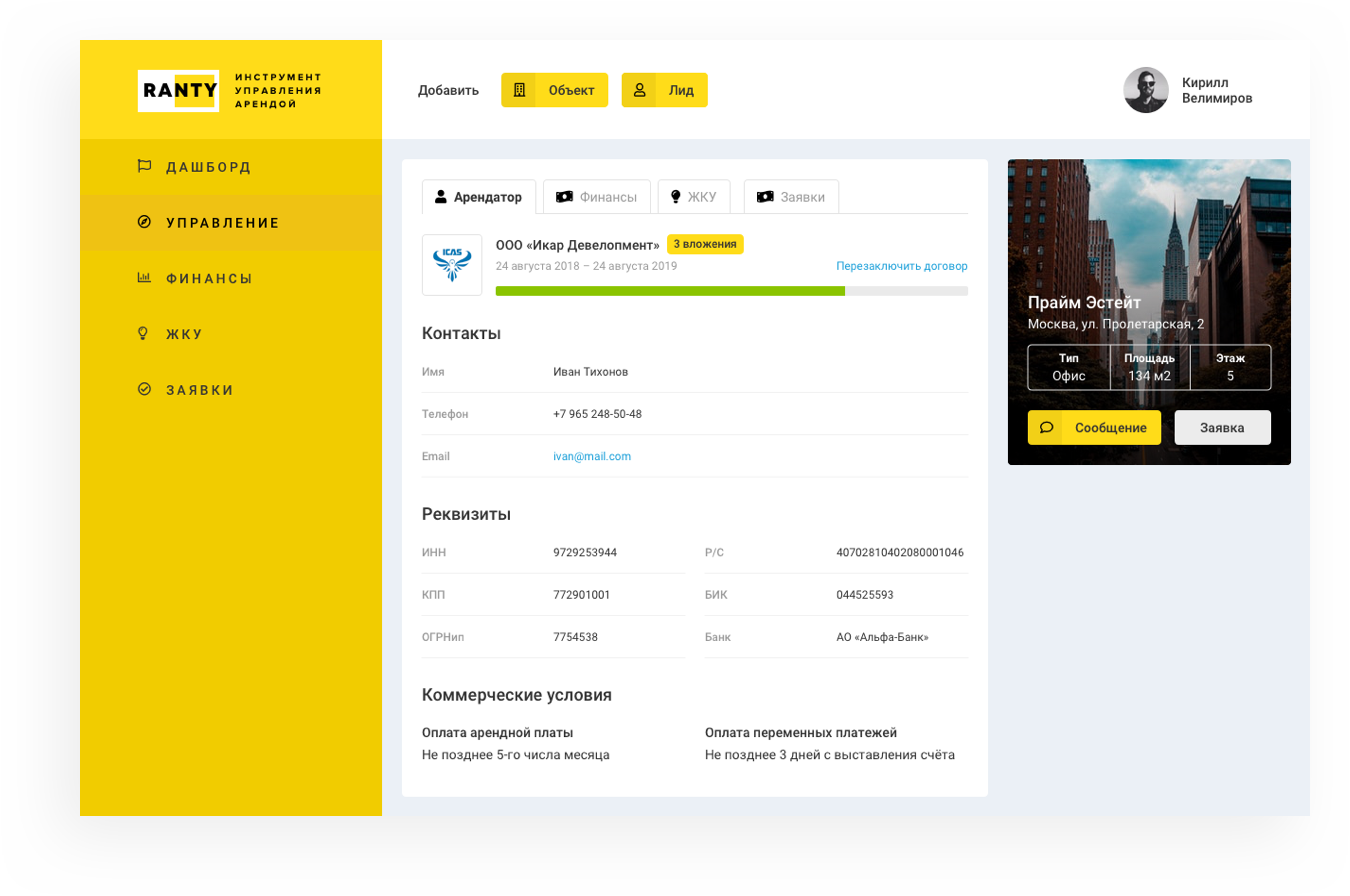 RANTY
ИНСТРУМЕНТ
УПРАВЛЕНИЯ
АРЕНДОЙ
Добавить
Объект
Лид
Кирилл
Велимиров
ДАШБОРД
УПРАВЛЕНИЕ
ФИНАНСЫ
ЖКУ
ЗАЯВКИ
Арендатор
Финансы
ЖКУ
Заявки
ICAS
ООО «Икар Девелопмент»
3 вложения
24 августа 2018 – 24 августа 2019
Перезаключить договор
Контакты
Имя
Иван Тихонов
Телефон
+7 965 248-50-48
Email
ivan@mail.com
Реквизиты
ИНН
9729253944
Р/С
40702810402080001046
КПП
772901001
БИК
044525593
ОГРНип
7754538
Банк
АО «Альфа-Банк»
Коммерческие условия
Оплата арендной платы
Не позднее 5-го числа месяца
Оплата переменных платежей
Не позднее 3 дней с выставления счёта
Прайм Эстейт
Москва, ул. Пролетарская, 2
Тип
Площадь
Этаж
Офис
134 м2
5
Сообщение
Заявка